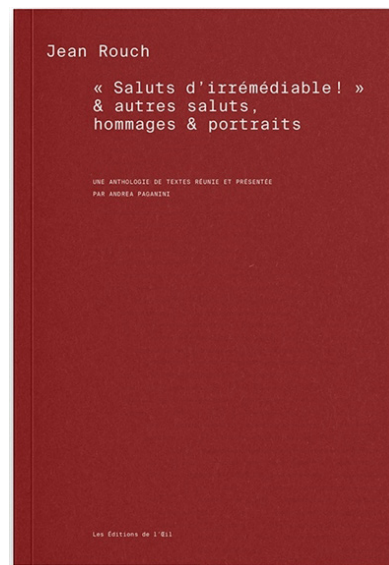 Jean Rouch
« Saluts d'irrémédiable! »
& autres saluts,
hommages & portraits
UNE ANTHOLOGIE DE TEXTES RÉUNIE ET PRÉSENTÉE
PAR ANDREA PAGANINI
Les Éditions de l'Œil